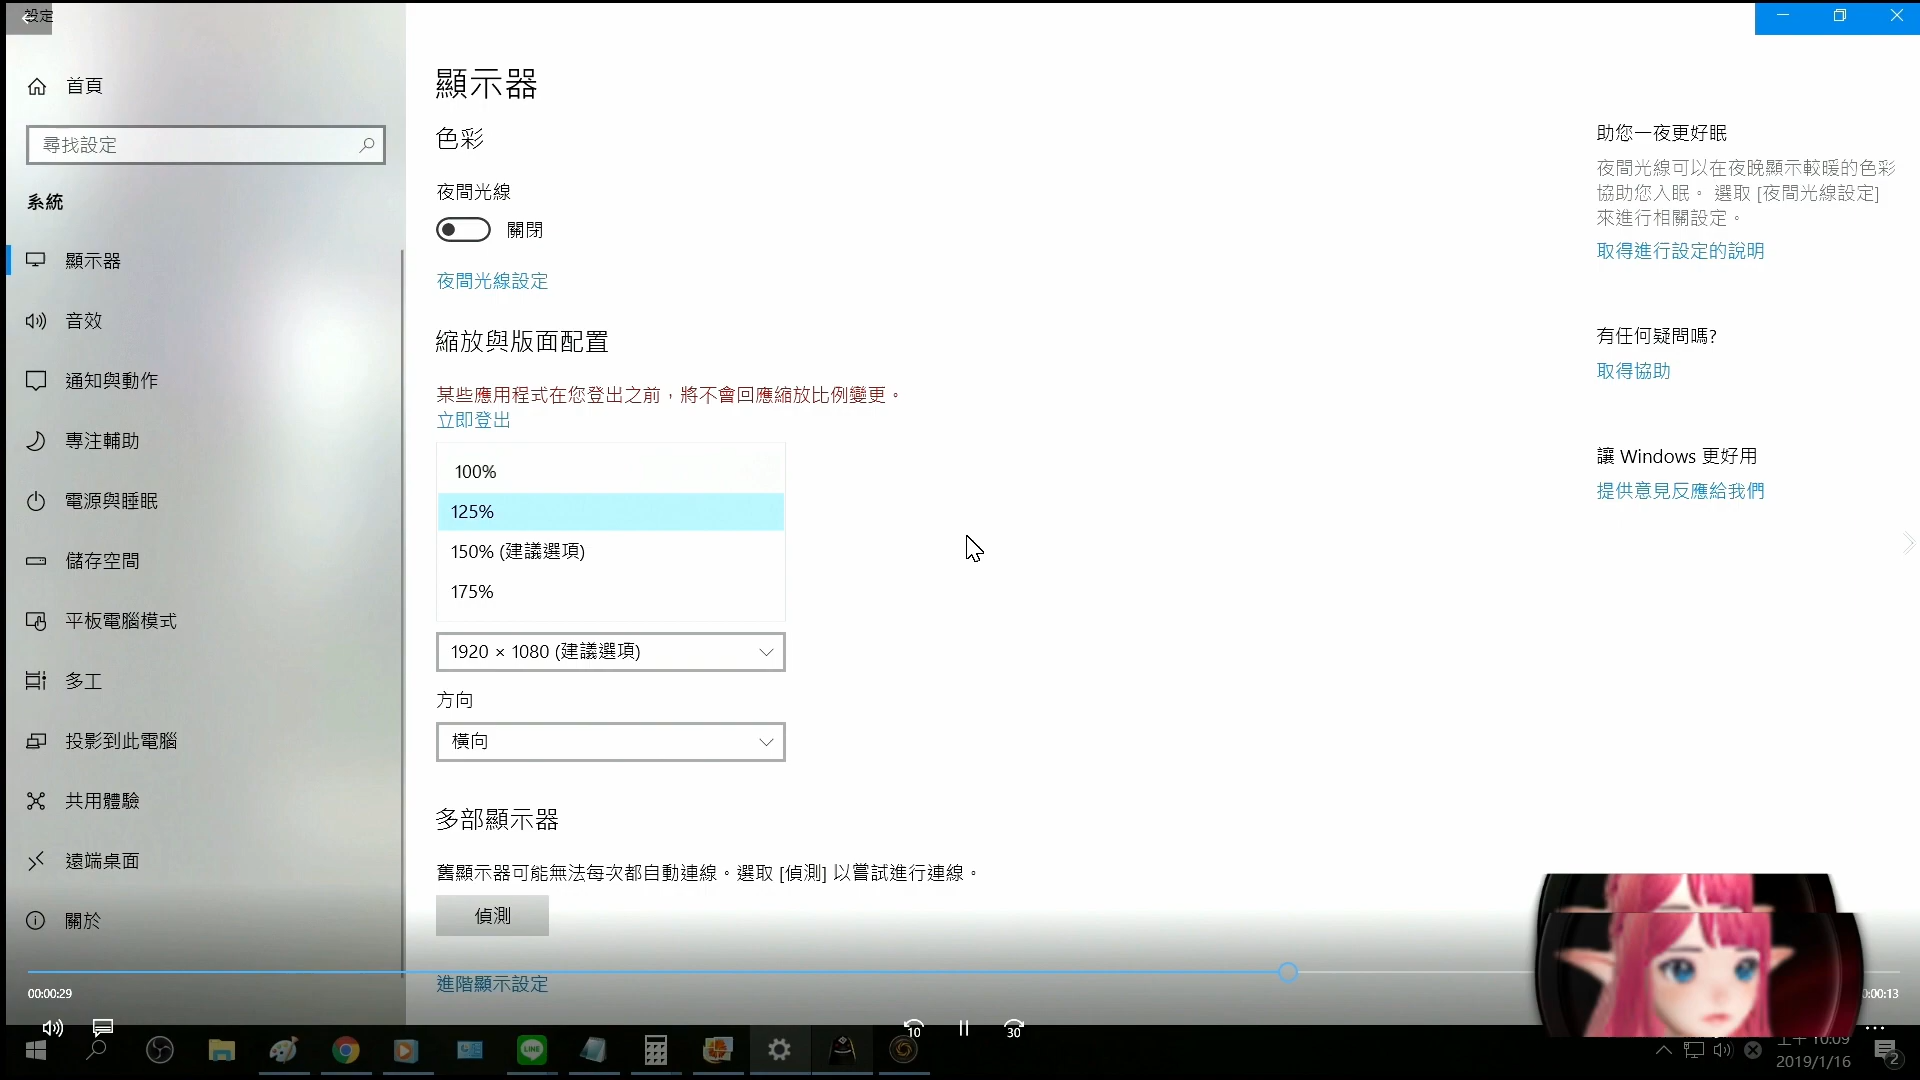 設定
首頁
尋找設定
系統
顯示器
音效
通知與動作
專注輔助
電源與睡眠
儲存空間
平板電腦模式
多工
投影到此電腦
共用體驗
遠端桌面
關於
顯示器
色彩
夜間光線
關閉
夜間光線設定
縮放與版面配置
某些應用程式在您登出之前，將不會回應縮放比例變更。
立即登出
100%
125%
150% (建議選項)
175%
1920 × 1080 (建議選項)
方向
橫向
多部顯示器
舊顯示器可能無法每次都自動連線。選取 [偵測] 以嘗試進行連線。
偵測
進階顯示設定
助您一夜更好眠
夜間光線可以在夜晚顯示較暖的色彩
協助您入眠。 選取 [夜間光線設定]
來進行相關設定。
取得進行設定的說明
有任何疑問嗎?
取得協助
讓 Windows 更好用
提供意見反應給我們
00:00:29
0:00:13
10
30
LINE
上午 10:09
2019/1/16
2